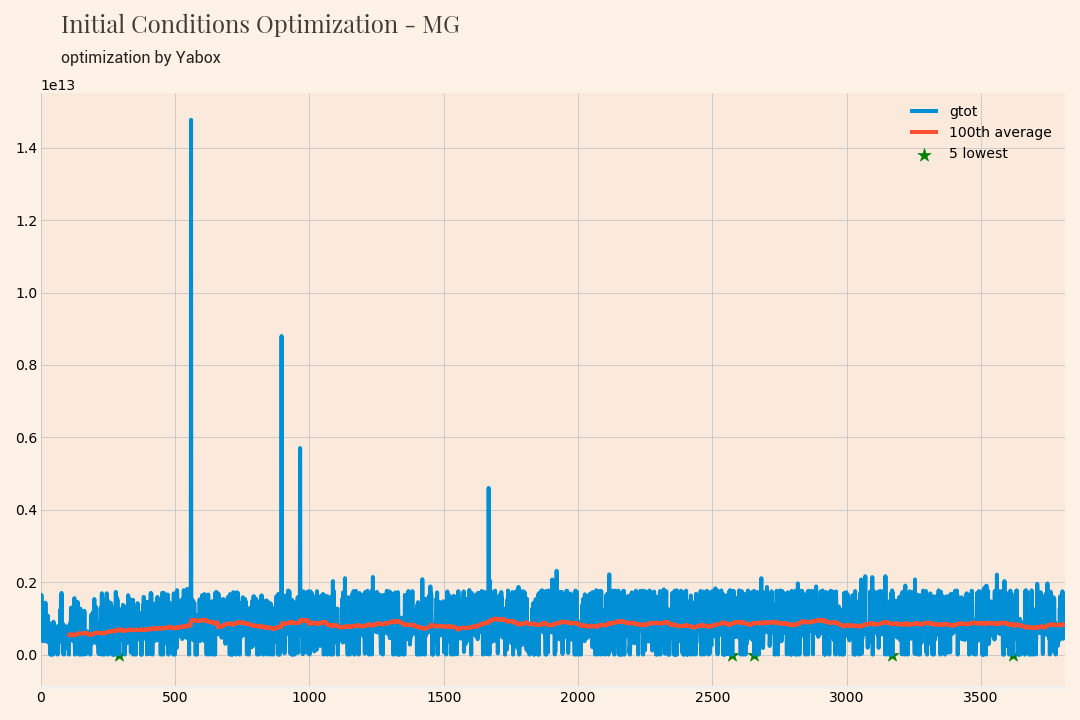 Initial Conditions Optimization - MG
optimization by Yabox
1e13
gtot
100th average
5 lowest
1.4
1.2
1.0
0.8
0.6
0.4
0.2
0.0
0 500 1000 1500 2000 2500 3000 3500